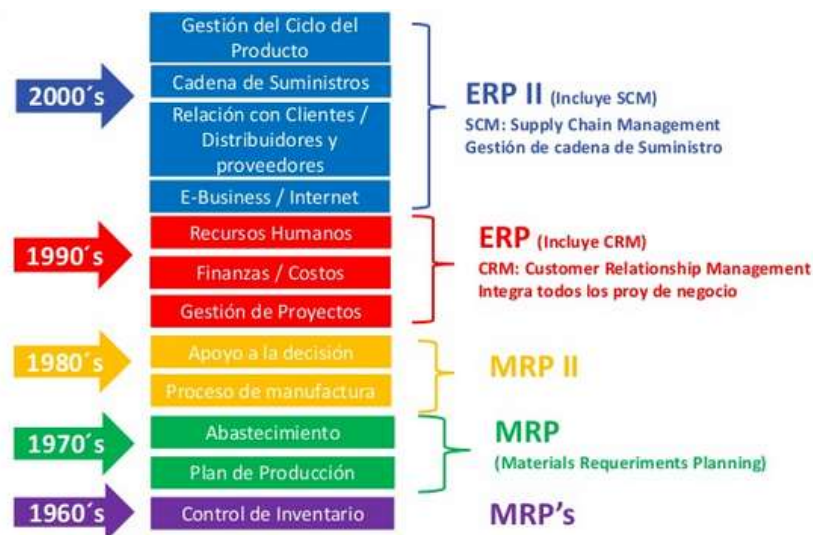 2000´s
Gestión del Ciclo del
Producto
Cadena de Suministros
Relación con Clientes /
Distribuidores y
proveedores
E-Business / Internet
ERP II (Incluye SCM)
SCM: Supply Chain Management
Gestión de cadena de Suministro
1990´s
Recursos Humanos
Finanzas / Costos
Gestión de Proyectos
ERP (Incluye CRM)
CRM: Customer Relationship Management
Integra todos los proy de negocio
1980´s
Apoyo a la decisión
Proceso de manufactura
MRP II
1970´s
Abastecimiento
Plan de Producción
MRP
(Materials Requeriments Planning)
1960´s
Control de Inventario
MRP’s